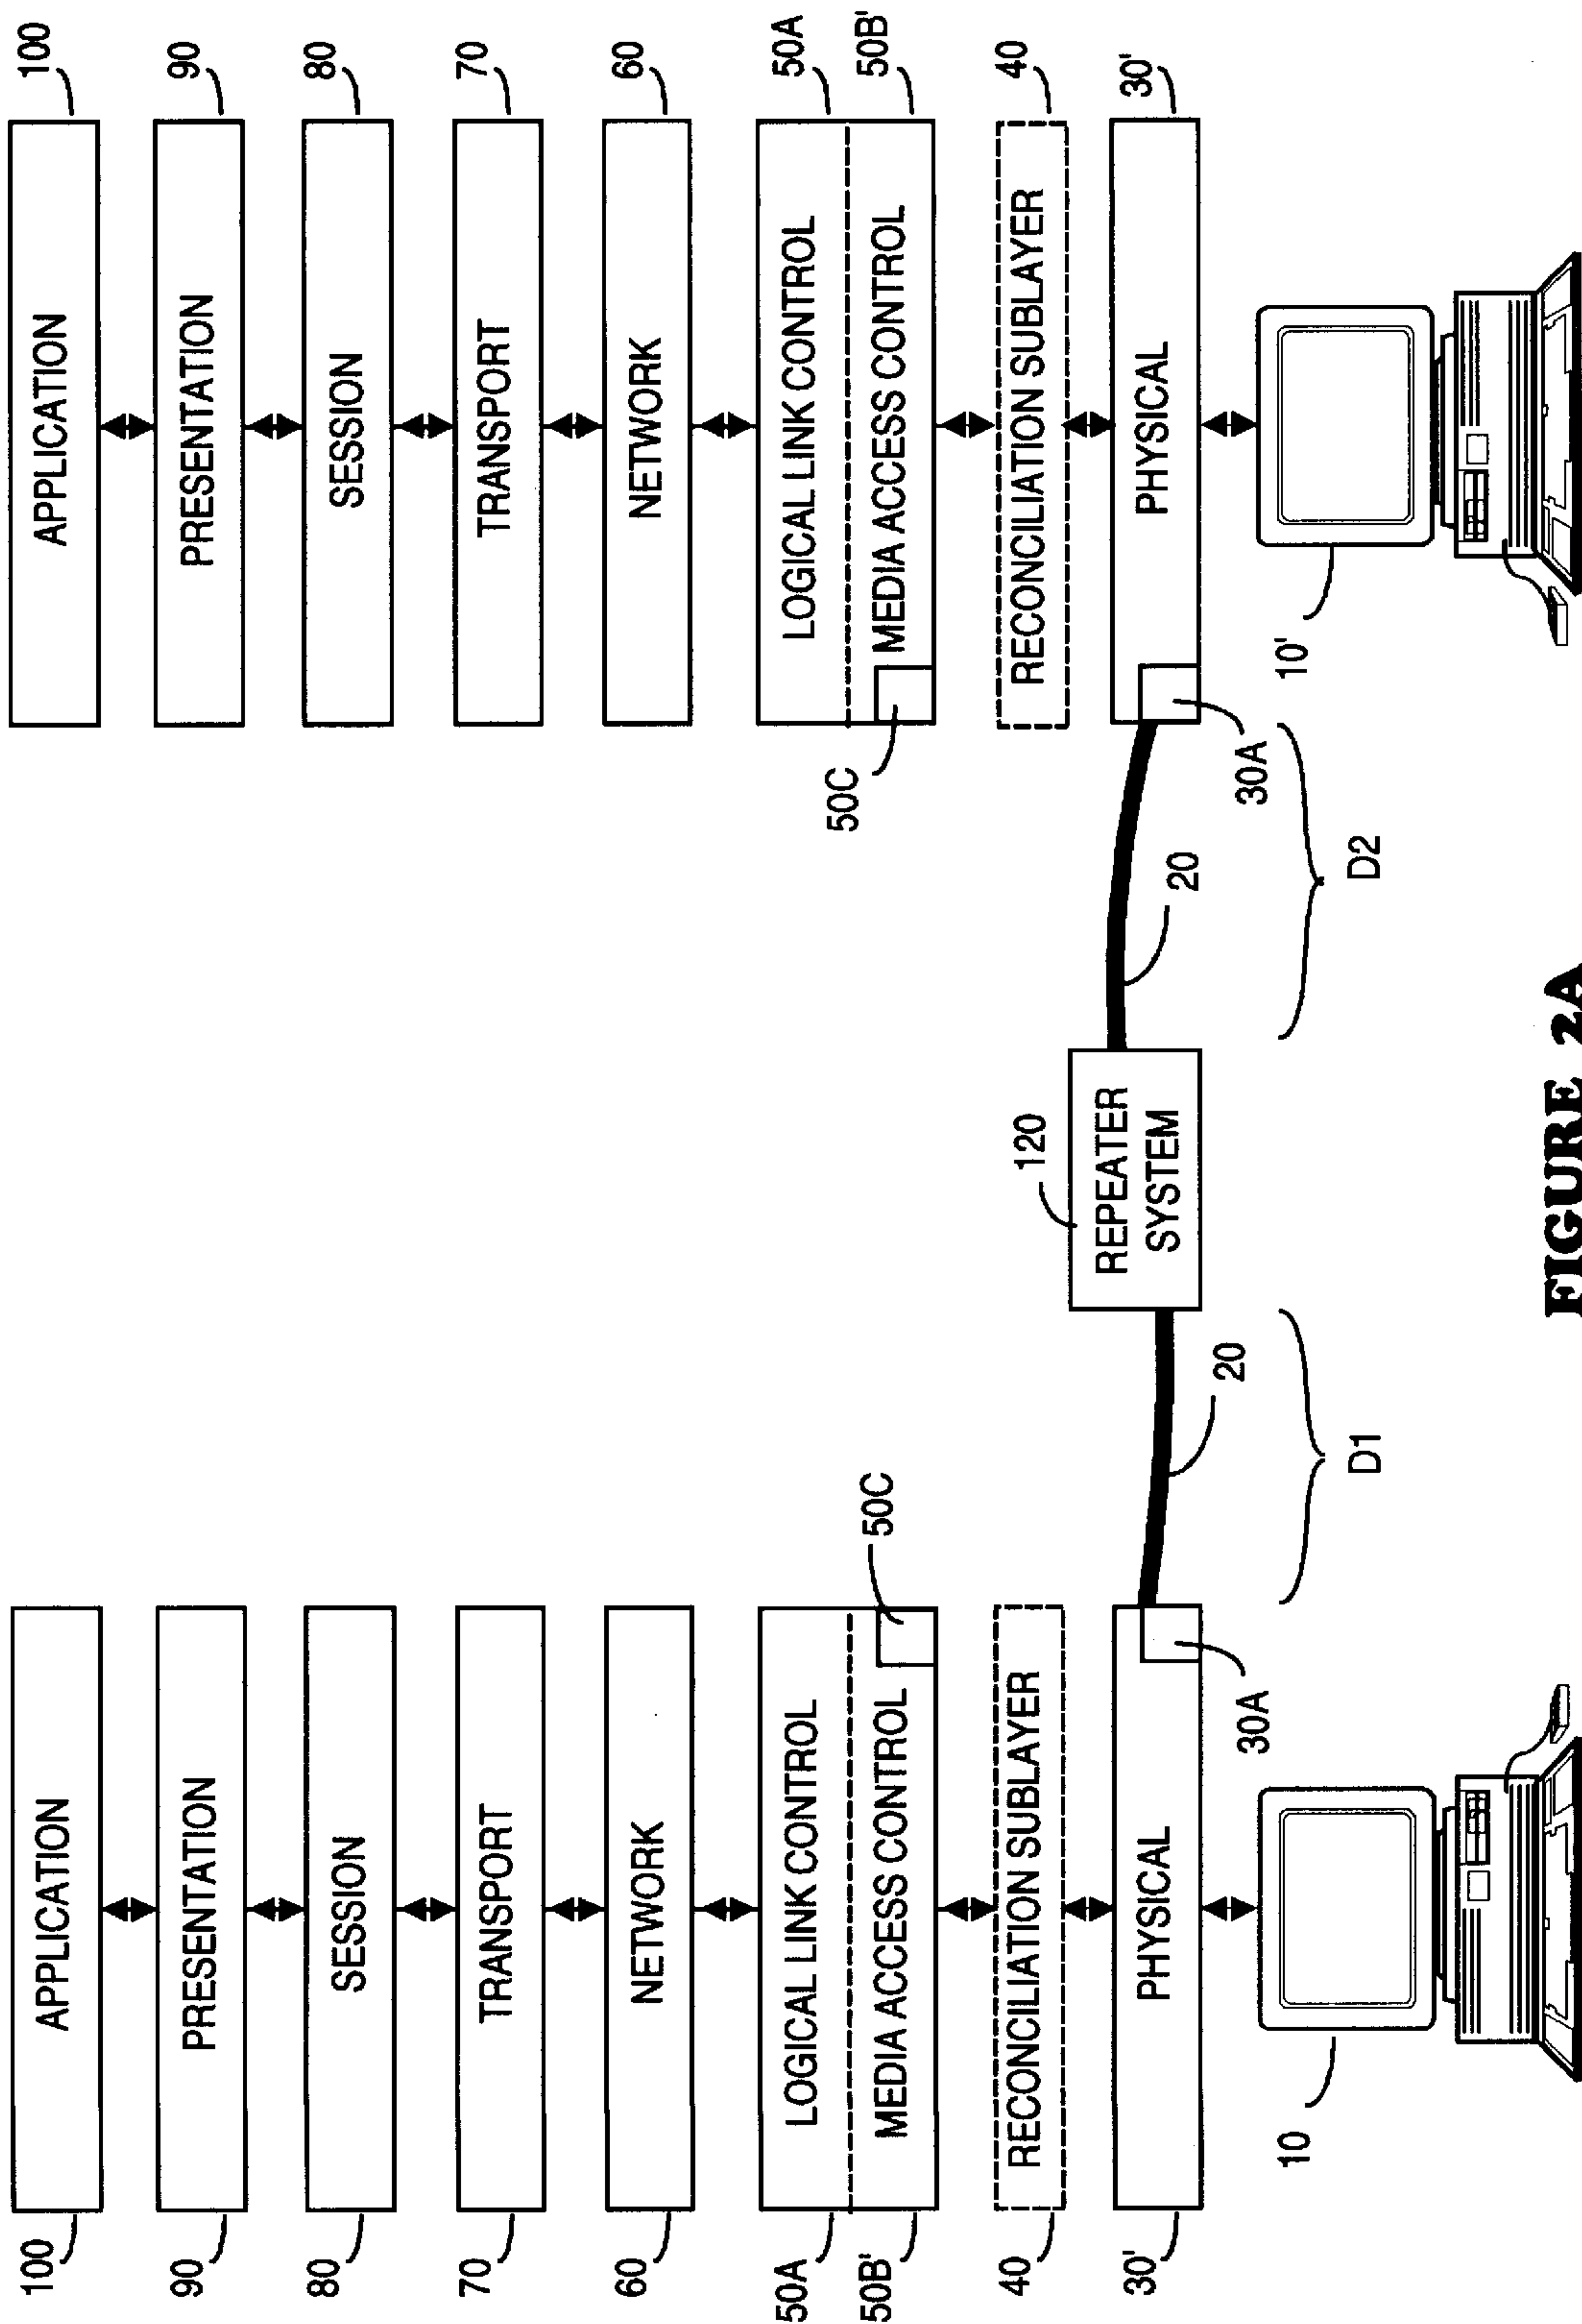 100
APPLICATION
APPLICATION
100
90
PRESENTATION
PRESENTATION
90
80
SESSION
SESSION
80
70
TRANSPORT
TRANSPORT
70
60
NETWORK
NETWORK
60
50A
LOGICAL LINK CONTROL
LOGICAL LINK CONTROL
50A
50B'
MEDIA ACCESS CONTROL
50C
50C
MEDIA ACCESS CONTROL
50B'
40
RECONCILIATION SUBLAYER
RECONCILIATION SUBLAYER
40
30'
PHYSICAL
30A
20
120
REPEATER
SYSTEM
20
30A
PHYSICAL
30'
10
D1
D2
10'
FIGURE 2A